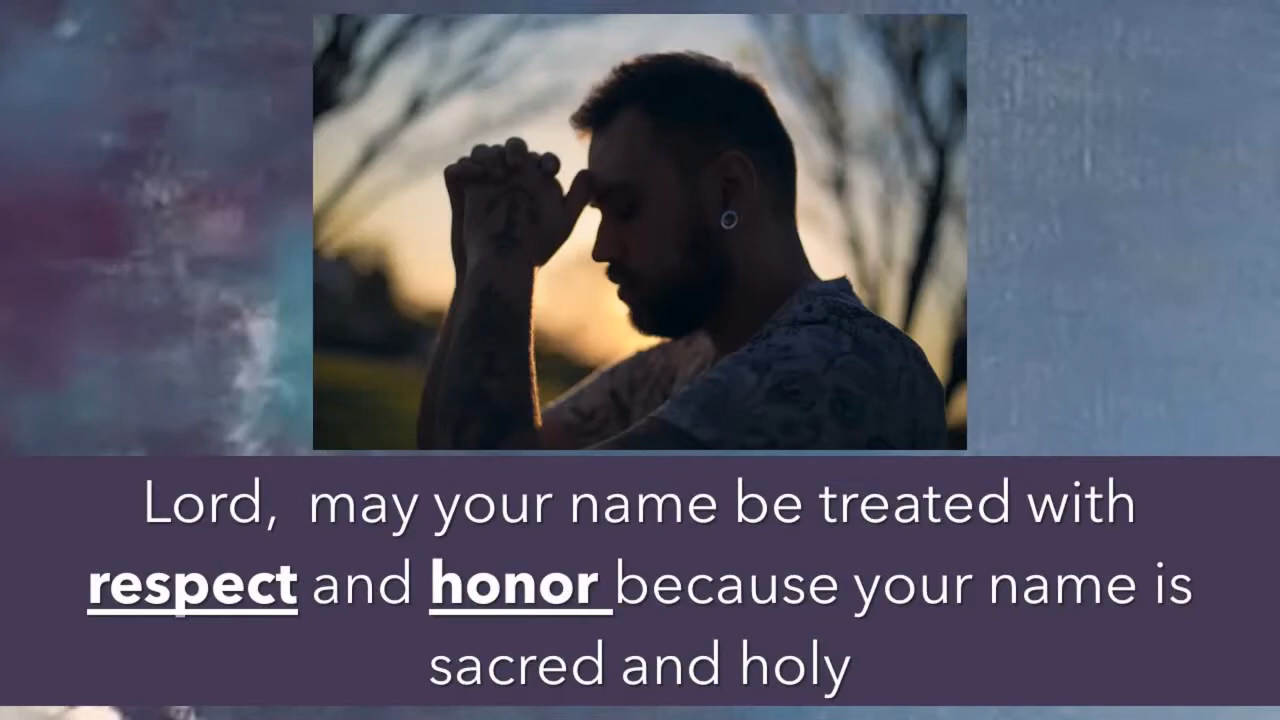 Lord,  may your name be treated with
respect and honor because your name is
sacred and holy